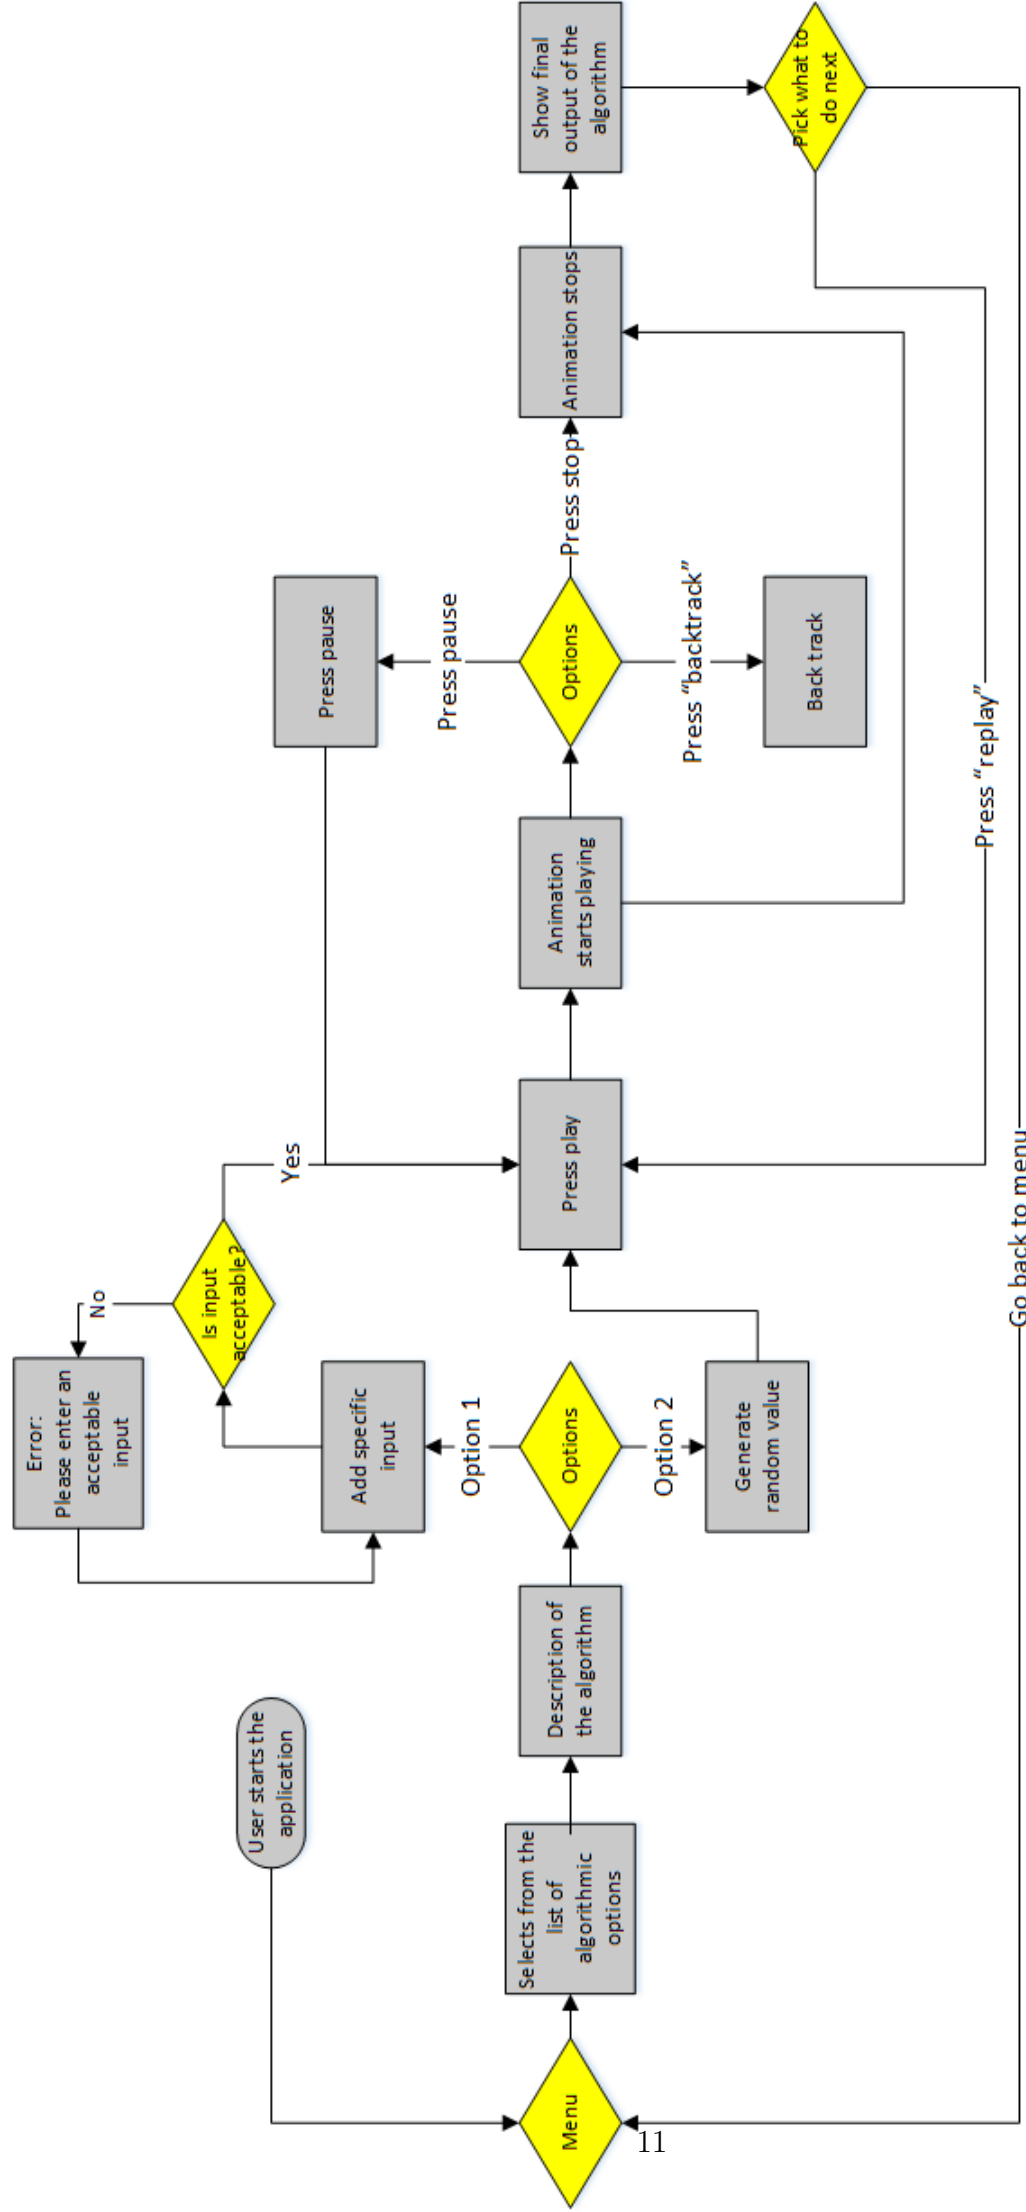 User starts the
application
Menu
Selects from the
list of
algorithmic
options
Description of
the algorithm
Options
Option 1
Option 2
Add specific
input
Generate
random value
Error:
Please enter an
acceptable
input
No
Is input
acceptable?
Yes
Press play
Animation
starts playing
Options
Press pause
Press pause
Press "backtrack"
Back track
Press stop
Animation stops
Show final
output of the
algorithm
Pick what to
do next
Press "replay"
Go back to menu
11